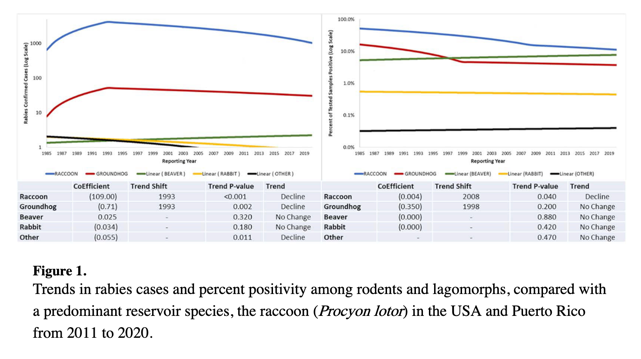 Rabies Confirmed Cases (Log Scale)
1000
100
10
1
1985 1987 1989 1991 1993 1995 1997 1999 2001 2003 2005 2007 2009 2011 2013 2015 2017 2019
Reporting Year
RACCOON GROUNDHOG Linear ( BEAVER ) Linear ( RABBIT ) Linear (OTHER)
CoEfficient Trend Shift Trend P-value Trend
Raccoon (109.00) 1993 <0.001 Decline
Groundhog (0.71) 1993 0.002 Decline
Beaver 0.025 - 0.320 No Change
Rabbit (0.034) - 0.180 No Change
Other (0.055) - 0.011 Decline
Percent of Tested Samples Positive (Log Scale)
100.0%
10.0%
1.0%
0.1%
0.0%
1985 1987 1989 1991 1993 1995 1997 1999 2001 2003 2005 2007 2009 2011 2013 2015 2017 2019
Reporting Year
RACCOON GROUNDHOG Linear (BEAVER) Linear (RABBIT) Linear (OTHER)
CoEfficient Trend Shift Trend P-value Trend
Raccoon (0.004) 2008 0.040 Decline
Groundhog (0.350) 1998 0.200 No Change
Beaver (0.000) - 0.880 No Change
Rabbit (0.000) - 0.420 No Change
Other - - 0.470 No Change
Figure 1.
Trends in rabies cases and percent positivity among rodents and lagomorphs, compared with
a predominant reservoir species, the raccoon (Procyon lotor) in the USA and Puerto Rico
from 2011 to 2020.